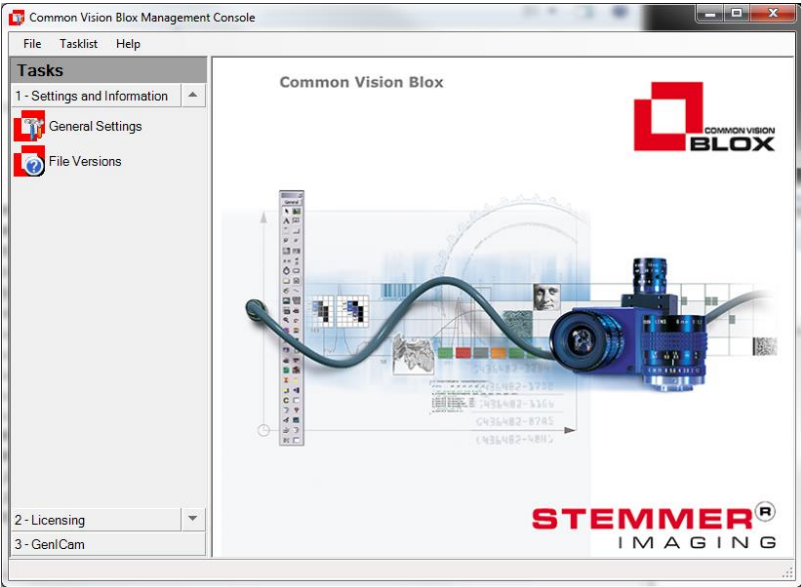 Common Vision Blox Management Console
File Tasklist Help
Tasks
1 - Settings and Information
General Settings
File Versions
2 - Licensing
3 - GenICam
Common Vision Blox
COMMON VISION
BLOX
General
STEMMER®
IMAGING